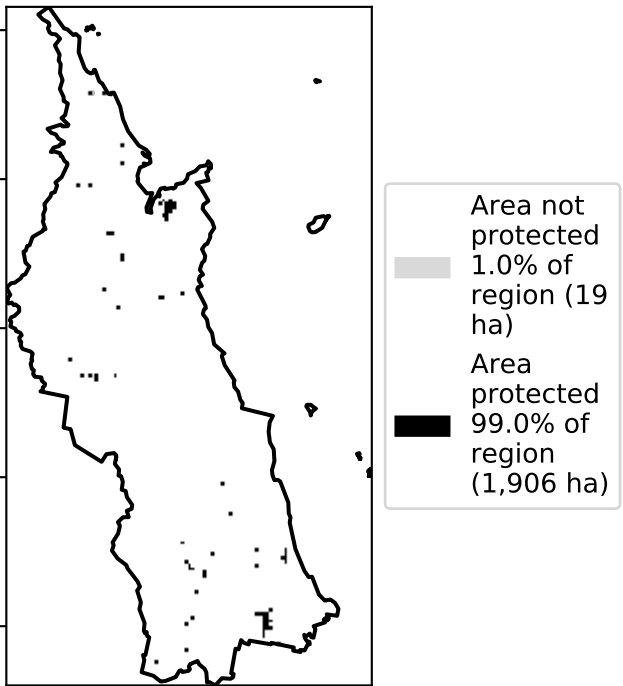 Area not
protected
1.0% of
region (19
ha)
Area
protected
99.0% of
region
(1,906 ha)